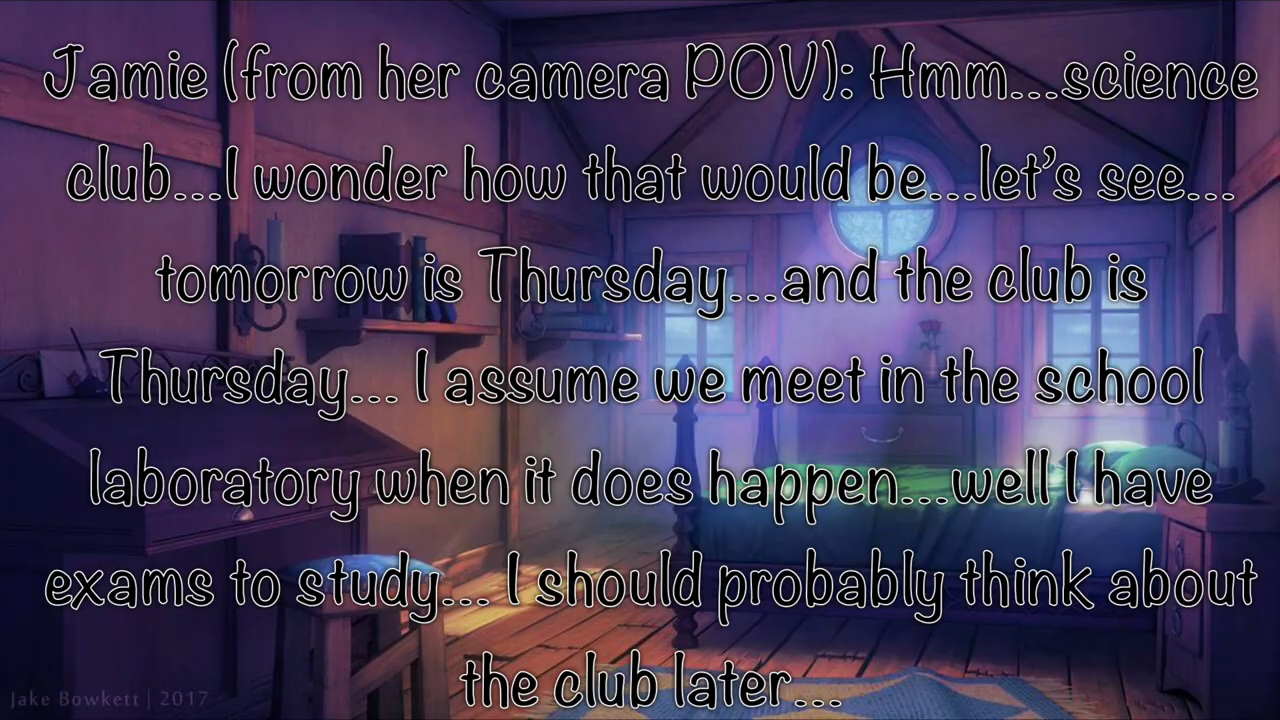 Jamie (from her camera POV): Hmm...science
club...I wonder how that would be...let’s see...
tomorrow is Thursday...and the club is
Thursday... I assume we meet in the school
laboratory when it does happen...well I have
exams to study... I should probably think about
the club later...
Jake Bowkett | 2017